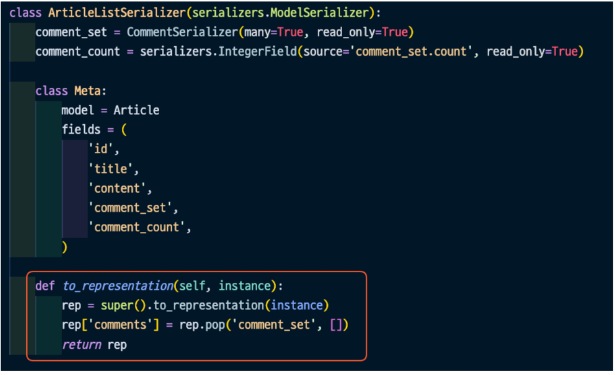 class ArticleListSerializer(serializers.ModelSerializer):
    comment_set = CommentSerializer(many=True, read_only=True)
    comment_count = serializers.IntegerField(source='comment_set.count', read_only=True)
    class Meta:
        model = Article
        fields = (
            'id',
            'title',
            'content',
            'comment_set',
            'comment_count',
        )
    def to_representation(self, instance):
        rep = super().to_representation(instance)
        rep['comments'] = rep.pop('comment_set', [])
        return rep